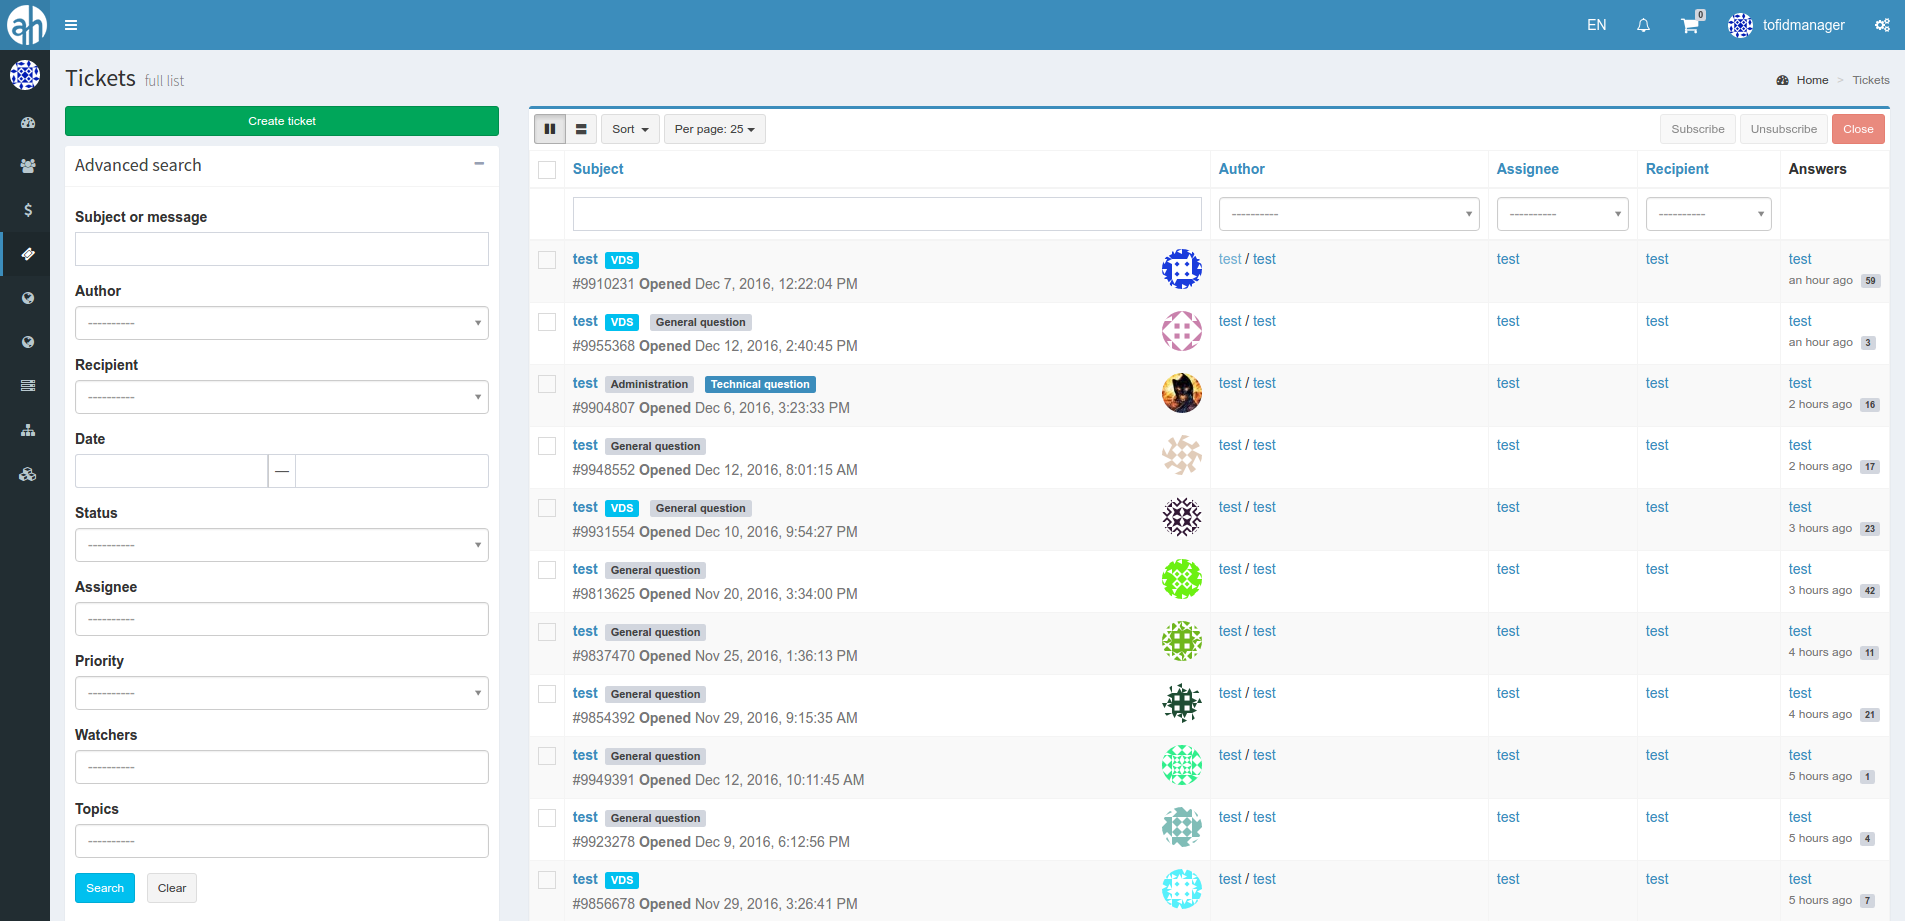 ah
EN
0
tofidmanager
Tickets full list
Home > Tickets
Create ticket
Advanced search
Subject or message
Author
----------
Recipient
----------
Date
—
Status
----------
Assignee
----------
Priority
----------
Watchers
----------
Topics
----------
Search Clear
Sort Per page: 25 Subscribe Unsubscribe Close
Subject Author Assignee Recipient Answers
---------- ---------- ----------
test VDS test / test test test test
#9910231 Opened Dec 7, 2016, 12:22:04 PM an hour ago 59
test VDS General question test / test test test test
#9955368 Opened Dec 12, 2016, 2:40:45 PM an hour ago 3
test Administration Technical question test / test test test test
#9904807 Opened Dec 6, 2016, 3:23:33 PM 2 hours ago 16
test General question test / test test test test
#9948552 Opened Dec 12, 2016, 8:01:15 AM 2 hours ago 17
test VDS General question test / test test test test
#9931554 Opened Dec 10, 2016, 9:54:27 PM 3 hours ago 23
test General question test / test test test test
#9813625 Opened Nov 20, 2016, 3:34:00 PM 3 hours ago 42
test General question test / test test test test
#9837470 Opened Nov 25, 2016, 1:36:13 PM 4 hours ago 11
test General question test / test test test test
#9854392 Opened Nov 29, 2016, 9:15:35 AM 4 hours ago 21
test General question test / test test test test
#9949391 Opened Dec 12, 2016, 10:11:45 AM 5 hours ago 1
test General question test / test test test test
#9923278 Opened Dec 9, 2016, 6:12:56 PM 5 hours ago 4
test VDS test / test test test test
#9856678 Opened Nov 29, 2016, 3:26:41 PM 5 hours ago 7